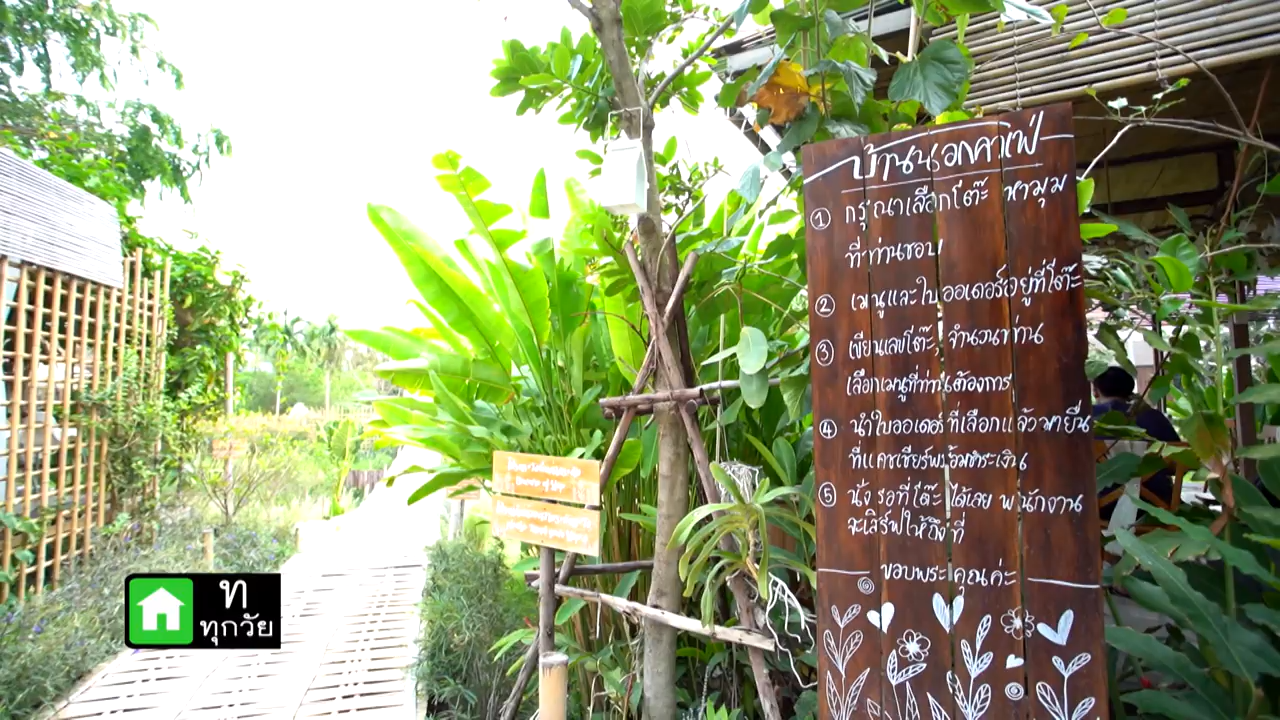 บ้านนอกคาเฟ่
① กรุณาเลือกโต๊ะ หามุม
ที่ท่านชอบ
② เมนูและใบออเดอร์อยู่ที่โต๊ะ
③ เขียนเลขโต๊ะ, จำนวนท่าน
เลือกเมนูที่ท่านต้องการ
④ นำใบออเดอร์ที่เลือกแล้วมายื่น
ที่แคชเชียร์พร้อมชำระเงิน
⑤ นั่งรอที่โต๊ะได้เลย พนักงาน
จะเสิร์ฟให้ถึงที่
ขอบพระคุณค่ะ
ท
ทุกวัย